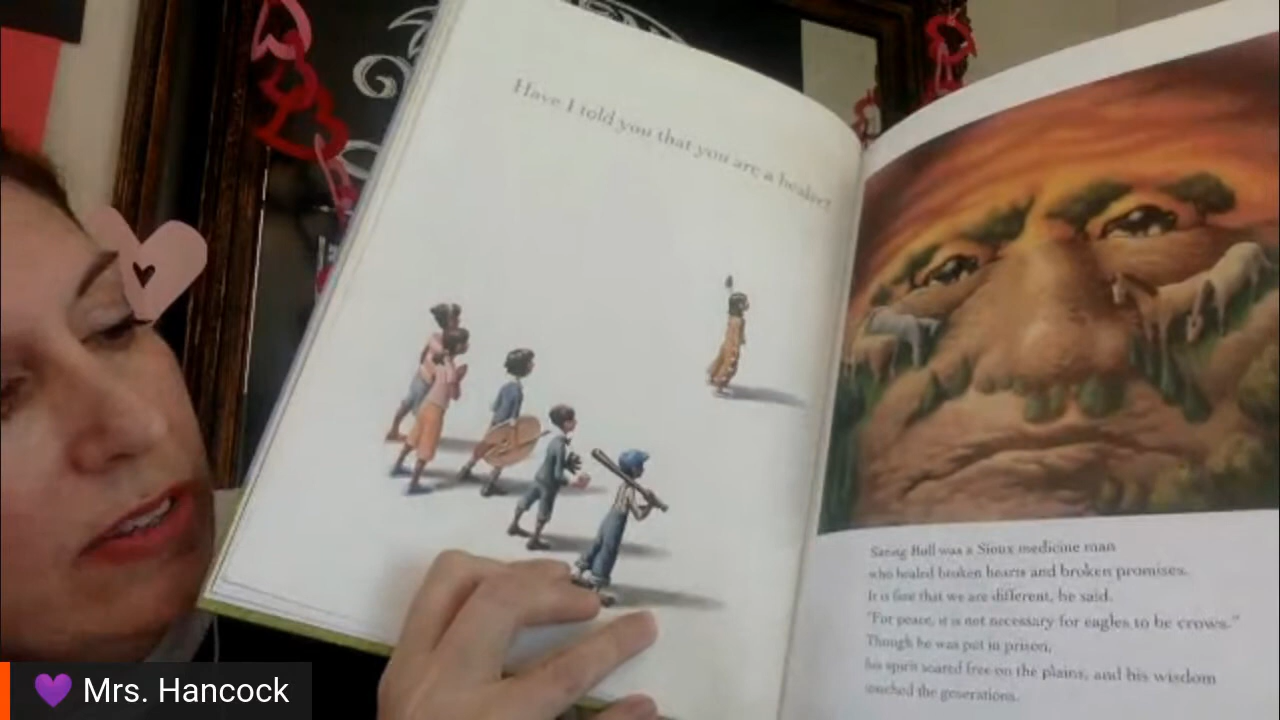 Have I told you that you are a healer?
Sitting Bull was a Sioux medicine man
who healed broken hearts and broken promises.
It is fine that we are different, he said.
"For peace, it is not necessary for eagles to be crows."
Though he was put in prison,
his spirit soared free on the plains, and his wisdom
touched the generations.
💜 Mrs. Hancock